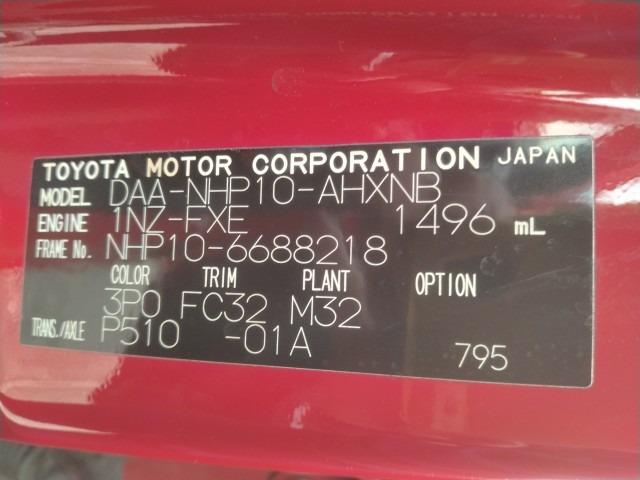 TOYOTA MOTOR CORPORATION JAPAN
MODEL DAA-NHP10-AHXNB
ENGINE 1NZ-FXE 1496 mL
FRAME No. NHP10-6688218
COLOR TRIM PLANT OPTION
3P0 FC32 M32
TRANS./AXLE P510 -01A
795